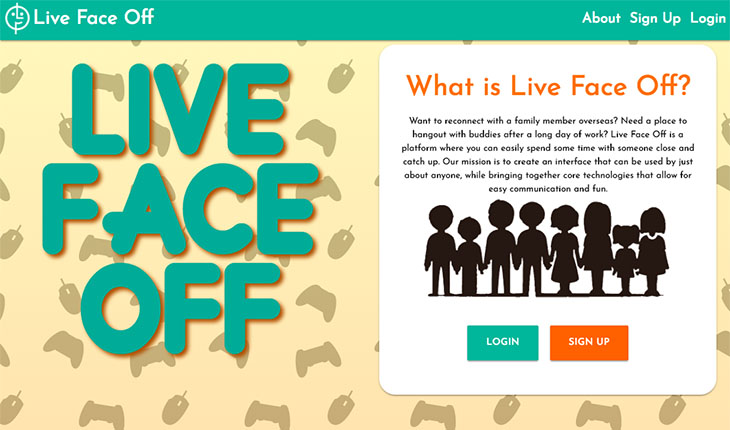 Live Face Off
About Sign Up Login
LIVE
FACE
OFF
What is Live Face Off?
Want to reconnect with a family member overseas? Need a place to
hangout with buddies after a long day of work? Live Face Off is a
platform where you can easily spend some time with someone close and
catch up. Our mission is to create an interface that can be used by just
about anyone, while bringing together core technologies that allow for
easy communication and fun.
LOGIN
SIGN UP